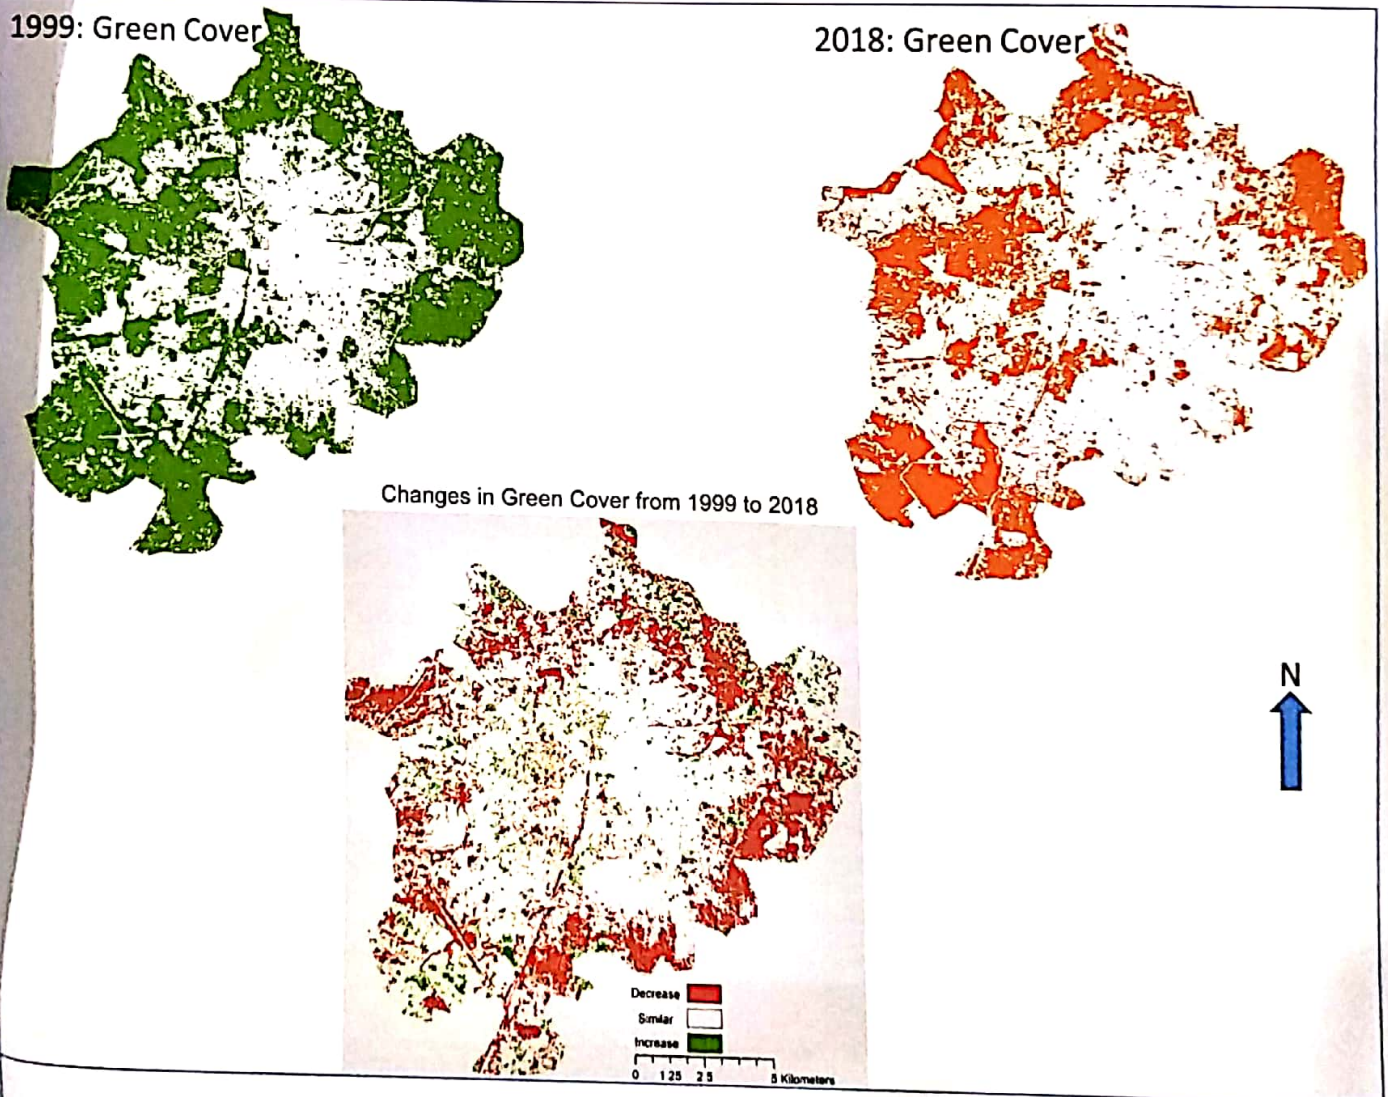 1999: Green Cover
2018: Green Cover
Changes in Green Cover from 1999 to 2018
N
Decrease
Similar
Increase
0 1 25 2 5 5 Kilometers